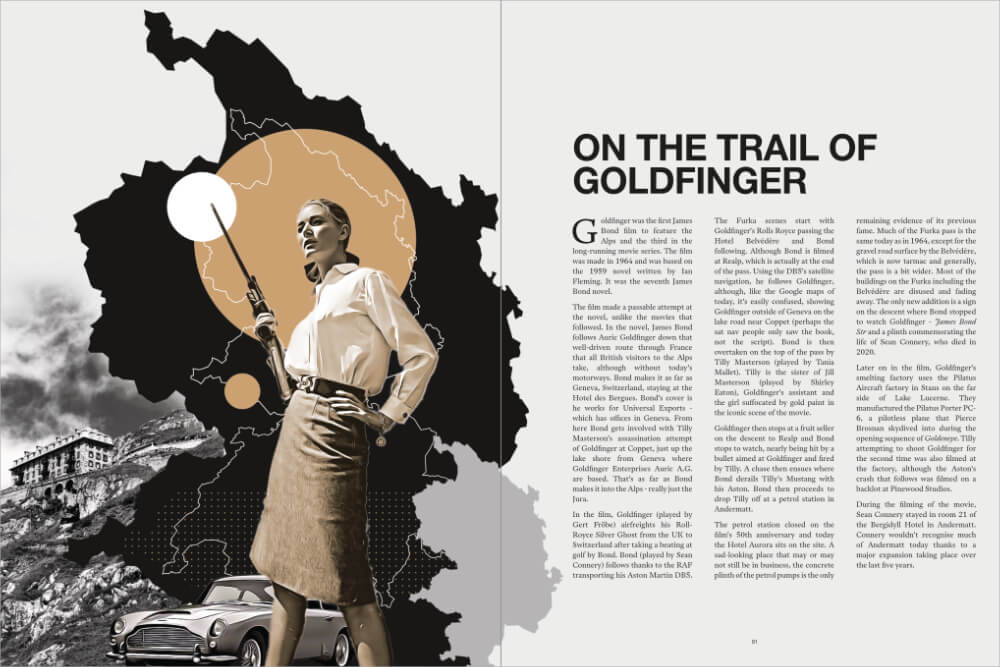 ON THE TRAIL OF
GOLDFINGER
Goldfinger was the first James
Bond film to feature the
Alps and the third in the
long-running movie series. The film
was made in 1964 and was based on
the 1959 novel written by Ian
Fleming. It was the seventh James
Bond novel.
The film made a passable attempt at
the novel, unlike the movies that
followed. In the novel, James Bond
follows Auric Goldfinger down that
well-driven route through France
that all British visitors to the Alps
take, although without today's
motorways. Bond makes it as far as
Geneva, Switzerland, staying at the
Hotel des Bergues. Bond's cover is
he works for Universal Exports -
which has offices in Geneva. From
here Bond gets involved with Tilly
Masterson's assassination attempt
of Goldfinger at Coppet, just up the
lake shore from Geneva where
Goldfinger Enterprises Auric A.G.
are based. That's as far as Bond
makes it into the Alps - really just the
Jura.
In the film, Goldfinger (played by
Gert Fröbe) airfreights his Roll-
Royce Silver Ghost from the UK to
Switzerland after taking a beating at
golf by Bond. Bond (played by Sean
Connery) follows thanks to the RAF
transporting his Aston Martin DB5.
The Furka scenes start with
Goldfinger's Rolls Royce passing the
Hotel Belvédère and Bond
following. Although Bond is filmed
at Realp, which is actually at the end
of the pass. Using the DB5's satellite
navigation, he follows Goldfinger,
although, like the Google maps of
today, it's easily confused, showing
Goldfinger outside of Geneva on the
lake road near Coppet (perhaps the
sat nav people only saw the book,
not the script). Bond is then
overtaken on the top of the pass by
Tilly Masterson (played by Tania
Mallet). Tilly is the sister of Jill
Masterson (played by Shirley
Eaton), Goldfinger's assistant and
the girl suffocated by gold paint in
the iconic scene of the movie.
Goldfinger then stops at a fruit seller
on the descent to Realp and Bond
stops to watch, nearly being hit by a
bullet aimed at Goldfinger and fired
by Tilly. A chase then ensues where
Bond derails Tilly's Mustang with
his Aston. Bond then proceeds to
drop Tilly off at a petrol station in
Andermatt.
The petrol station closed on the
film's 50th anniversary and today
the Hotel Aurora sits on the site. A
sad-looking place that may or may
not still be in business, the concrete
plinth of the petrol pumps is the only
remaining evidence of its previous
fame. Much of the Furka pass is the
same today as in 1964, except for the
gravel road surface by the Belvédère,
which is now tarmac and generally,
the pass is a bit wider. Most of the
buildings on the Furka including the
Belvédère are disused and fading
away. The only new addition is a sign
on the descent where Bond stopped
to watch Goldfinger - James Bond
Str and a plinth commemorating the
life of Sean Connery, who died in
2020.
Later on in the film, Goldfinger's
smelting factory uses the Pilatus
Aircraft factory in Stans on the far
side of Lake Lucerne. They
manufactured the Pilatus Porter PC-
6, a pilotless plane that Pierce
Brosnan skydived into during the
opening sequence of Goldeneye. Tilly
attempting to shoot Goldfinger for
the second time was also filmed at
the factory, although the Aston's
crash that follows was filmed on a
backlot at Pinewood Studios.
During the filming of the movie,
Sean Connery stayed in room 21 of
the Bergidyll Hotel in Andermatt.
Connery wouldn't recognise much
of Andermatt today thanks to a
major expansion taking place over
the last five years.